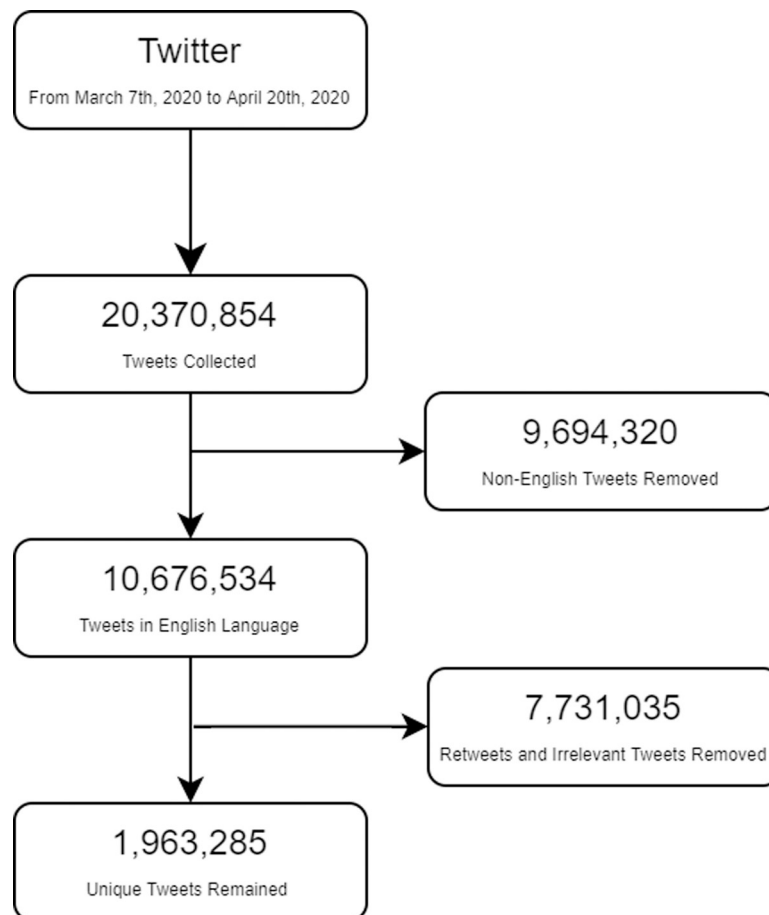 Twitter
From March 7th, 2020 to April 20th, 2020
20,370,854
Tweets Collected
9,694,320
Non-English Tweets Removed
10,676,534
Tweets in English Language
7,731,035
Retweets and Irrelevant Tweets Removed
1,963,285
Unique Tweets Remained